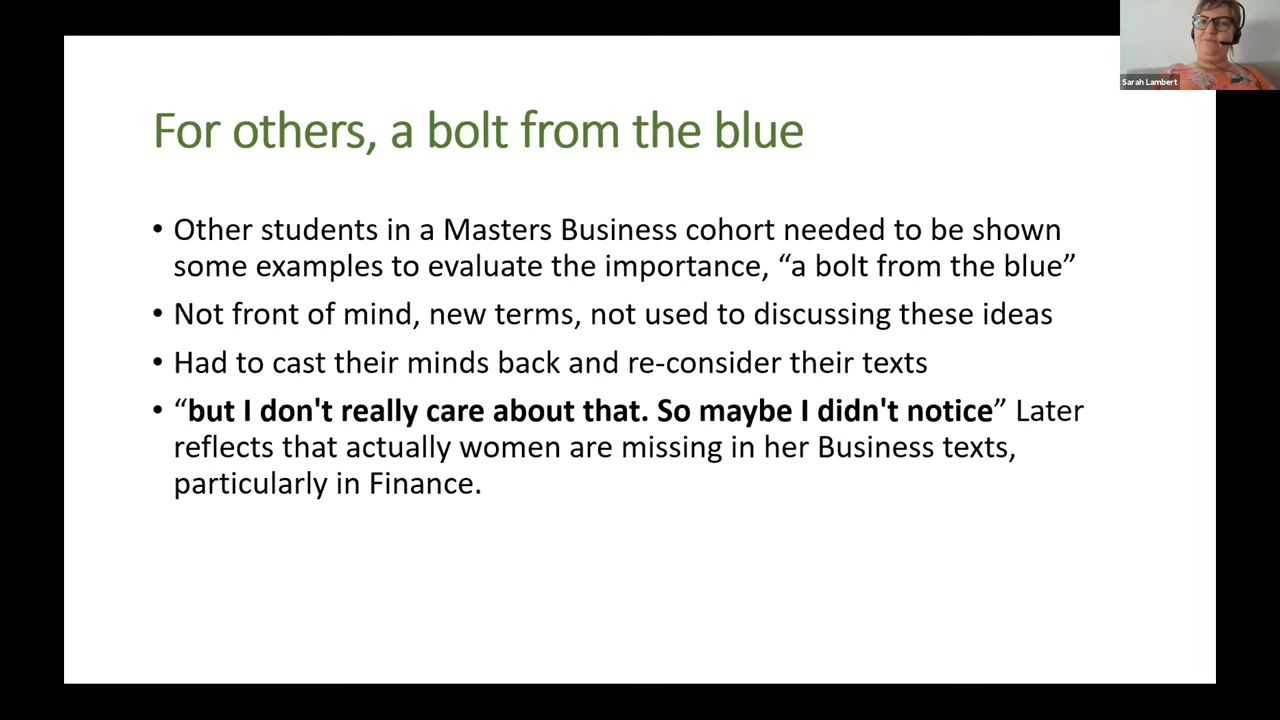 Sarah Lambert
For others, a bolt from the blue
• Other students in a Masters Business cohort needed to be shown
some examples to evaluate the importance, “a bolt from the blue”
• Not front of mind, new terms, not used to discussing these ideas
• Had to cast their minds back and re-consider their texts
• “but I don't really care about that. So maybe I didn't notice” Later
reflects that actually women are missing in her Business texts,
particularly in Finance.